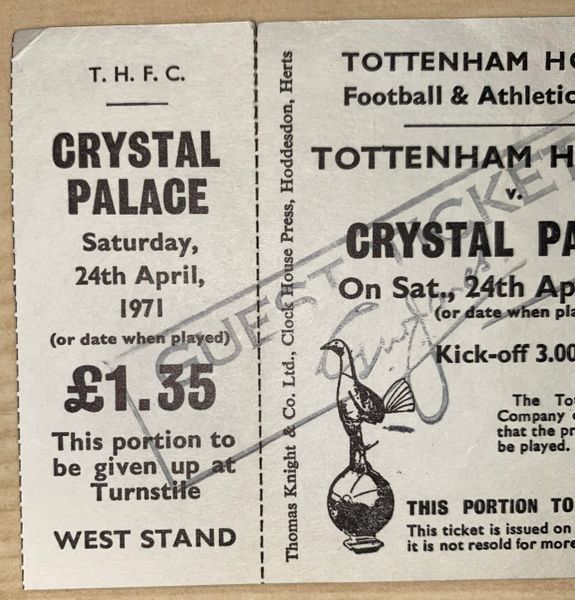 T. H. F. C.
CRYSTAL
PALACE
Saturday,
24th April,
1971
(or date when played)
£1.35
This portion to
be given up at
Turnstile
WEST STAND
Thomas Knight & Co. Ltd., Clock House Press, Hoddesdon, Herts
TOTTENHAM HO
Football & Athletic
TOTTENHAM H
v.
CRYSTAL PA
On Sat., 24th Ap
(or date when pla
Kick-off 3.00
The To
Company
that the pr
be played.
THIS PORTION TO
This ticket is issued on
it is not resold for more
GUEST TICKET